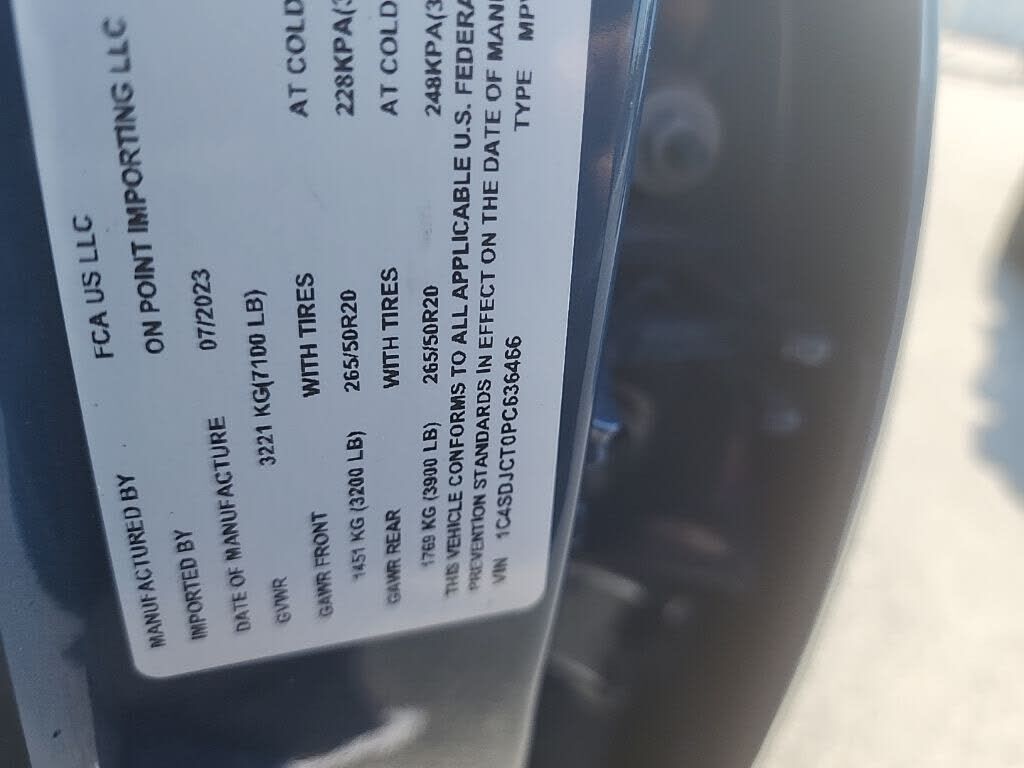 MANUFACTURED BY FCA US LLC
IMPORTED BY ON POINT IMPORTING LLC
DATE OF MANUFACTURE 07/2023
GVWR 3221 KG(7100 LB)
GAWR FRONT WITH TIRES AT COLD
1451 KG (3200 LB) 265/50R20 228KPA(3
GAWR REAR WITH TIRES AT COLD
1769 KG (3900 LB) 265/50R20 248KPA(3
THIS VEHICLE CONFORMS TO ALL APPLICABLE U.S. FEDERA
PREVENTION STANDARDS IN EFFECT ON THE DATE OF MANU
VIN 1C4SDJCT0PC636466 TYPE MPV